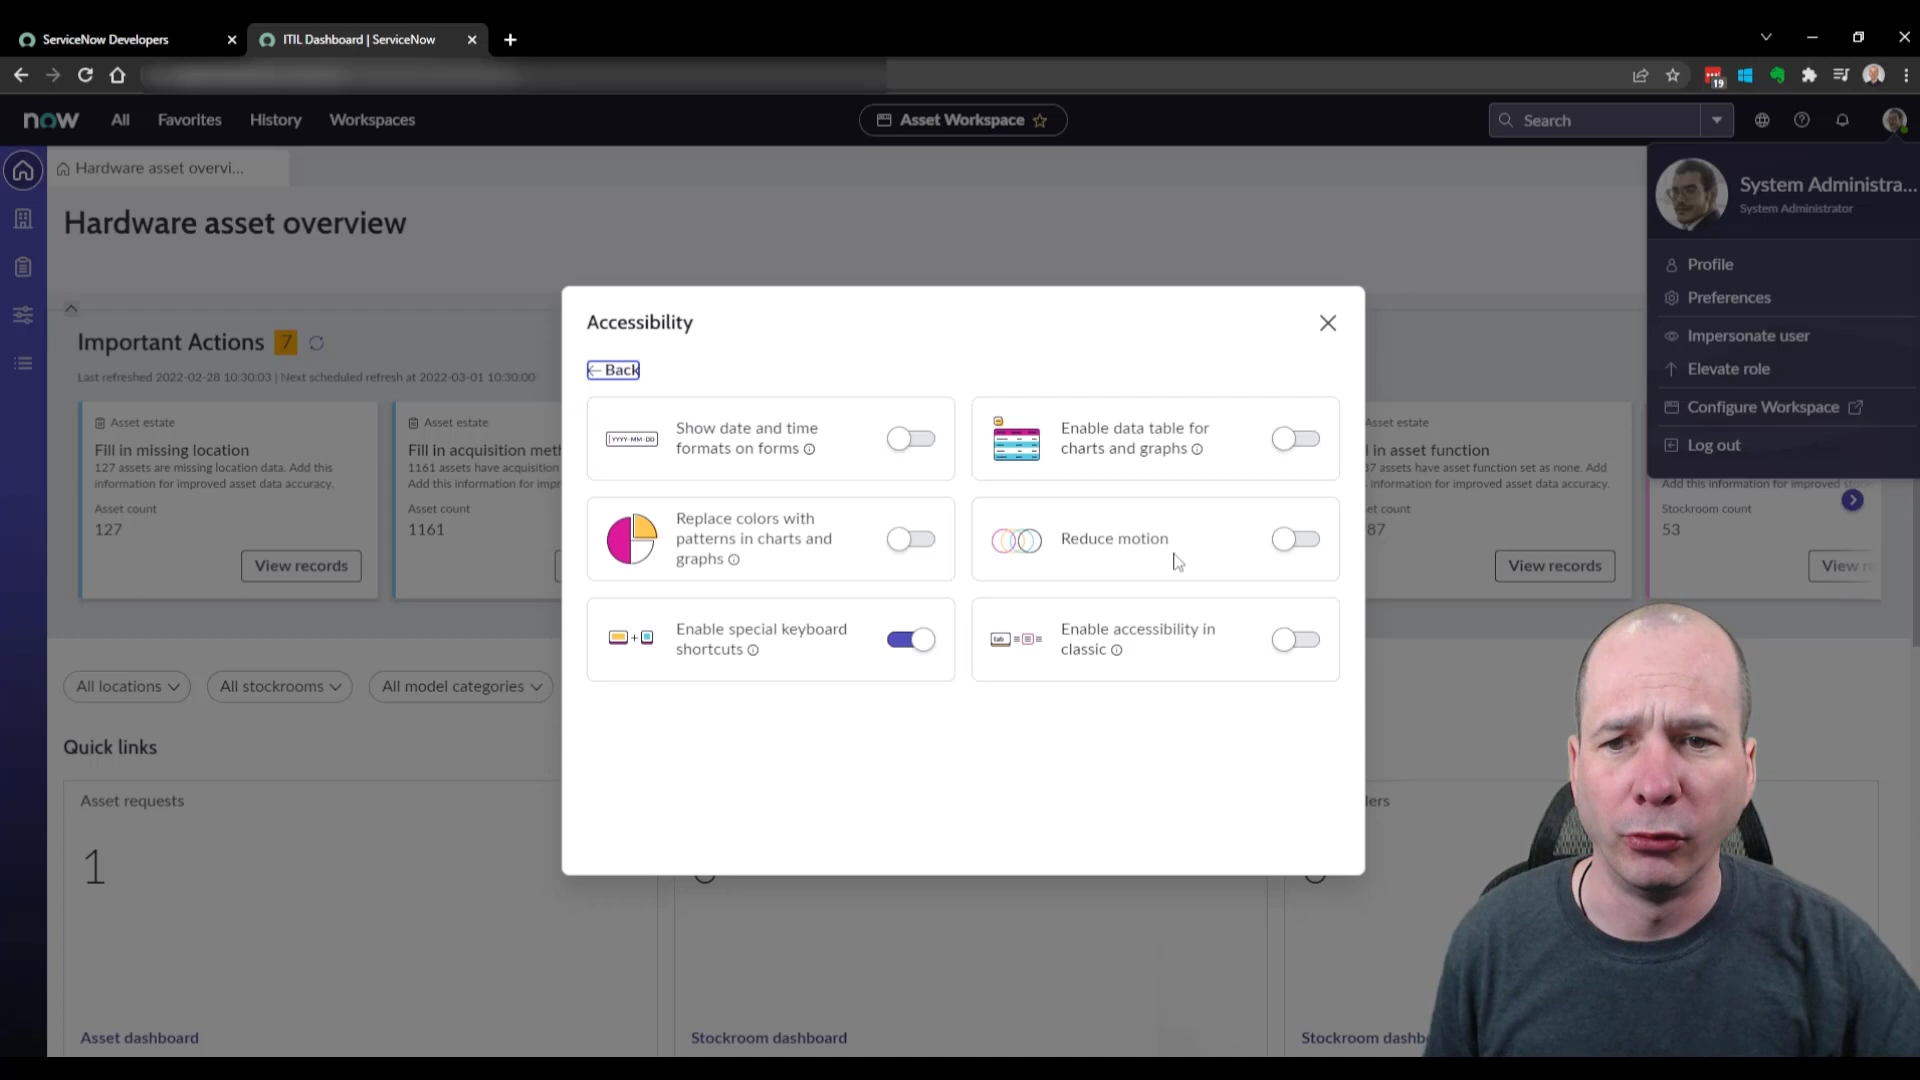 ServiceNow Developers
ITIL Dashboard | ServiceNow
19
now
All
Favorites
History
Workspaces
Asset Workspace
Search
Hardware asset overvi...
Hardware asset overview
System Administra...
System Administrator
Profile
Preferences
Impersonate user
Elevate role
Configure Workspace
Log out
Important Actions 7
Last refreshed 2022-02-28 10:30:03 | Next scheduled refresh at 2022-03-01 10:30:00
Asset estate
Fill in missing location
127 assets are missing location data. Add this
information for improved asset data accuracy.
Asset count
127
View records
Asset estate
Fill in acquisition met
1161 assets have acquisition
Add this information for impr
Asset count
1161
Accessibility
Back
YYYY-MM-DD
Show date and time
formats on forms
Enable data table for
charts and graphs
Replace colors with
patterns in charts and
graphs
Reduce motion
Enable special keyboard
shortcuts
tab
Enable accessibility in
classic
sset estate
l in asset function
37 assets have asset function set as none. Add
information for improved asset data accuracy.
et count
87
View records
Add this information for improved
Stockroom count
53
View
All locations
All stockrooms
All model categories
Quick links
Asset requests
1
lers
Asset dashboard
Stockroom dashboard
Stockroom dashb